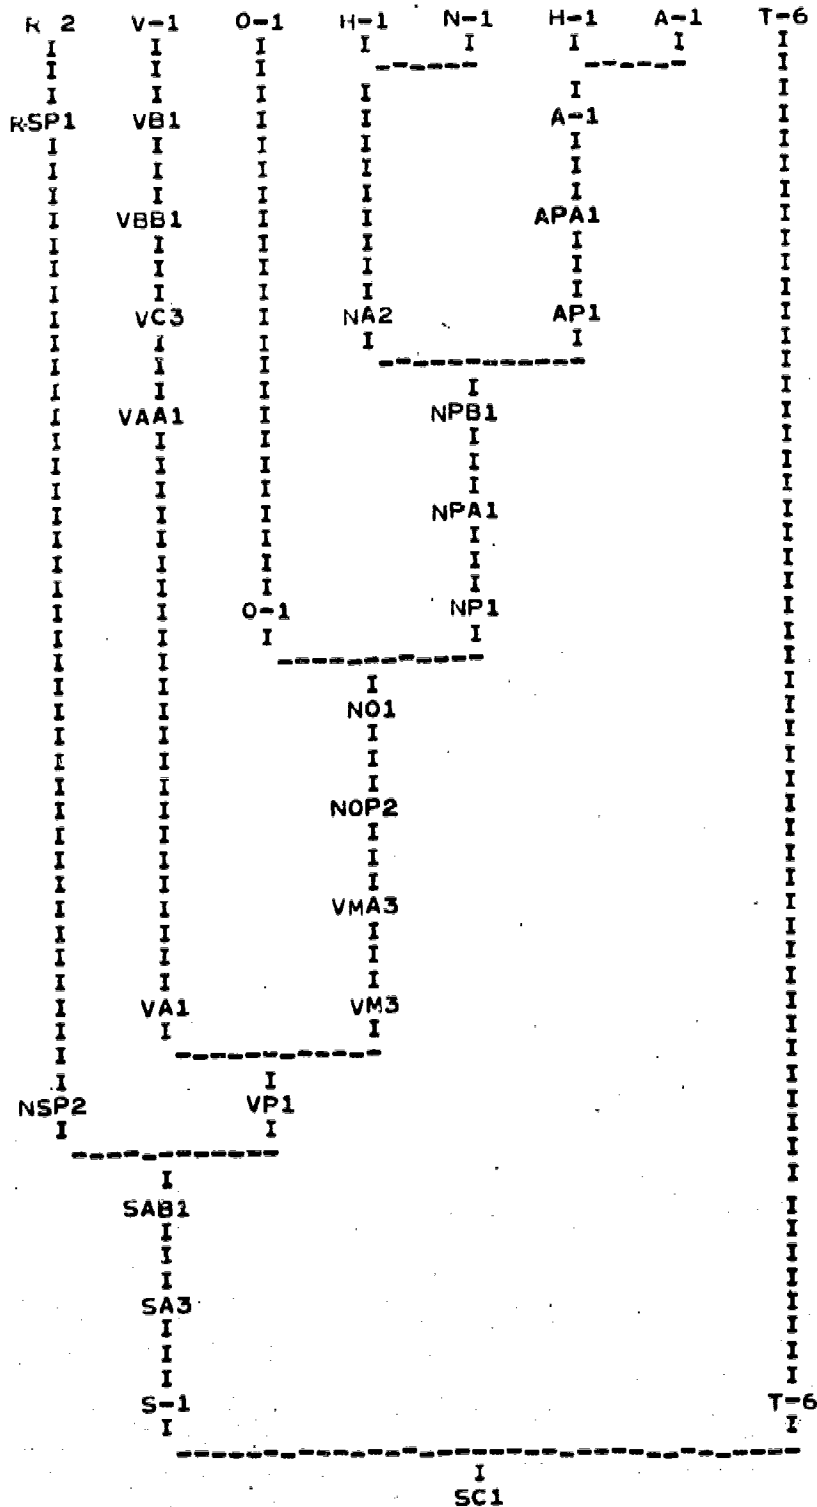 R 2 V-1 O-1 H-1 N-1 H-1 A-1 T-6
RSP1 VB1 A-1
VBB1 APA1
VC3 NA2 AP1
VAA1 NPB1
NPA1
O-1 NP1
NO1
NOP2
VMA3
VA1 VM3
NSP2 VP1
SAB1
SA3
S-1 T-6
SC1